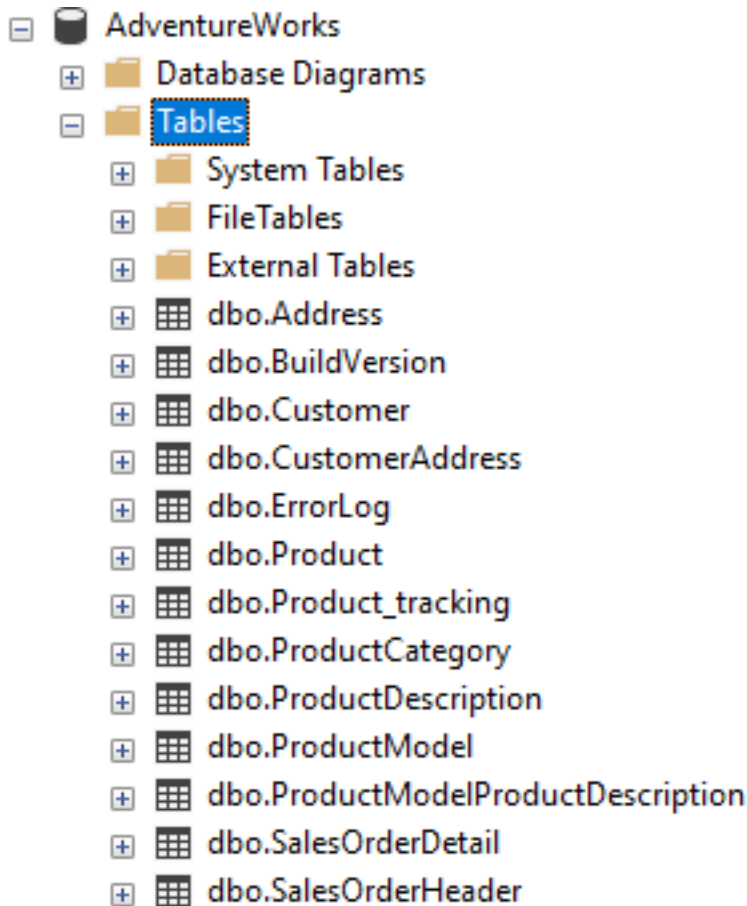 AdventureWorks
Database Diagrams
Tables
System Tables
FileTables
External Tables
dbo.Address
dbo.BuildVersion
dbo.Customer
dbo.CustomerAddress
dbo.ErrorLog
dbo.Product
dbo.Product_tracking
dbo.ProductCategory
dbo.ProductDescription
dbo.ProductModel
dbo.ProductModelProductDescription
dbo.SalesOrderDetail
dbo.SalesOrderHeader